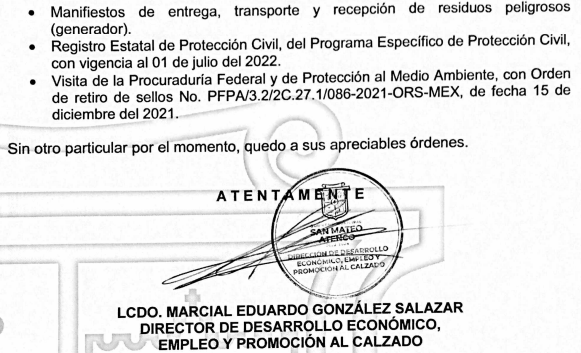 • Manifiestos de entrega, transporte y recepción de residuos peligrosos
(generador).
• Registro Estatal de Protección Civil, del Programa Específico de Protección Civil,
con vigencia al 01 de julio del 2022.
• Visita de la Procuraduría Federal y de Protección al Medio Ambiente, con Orden
de retiro de sellos No. PFPA/3.2/2C.27.1/086-2021-ORS-MEX, de fecha 15 de
diciembre del 2021.
Sin otro particular por el momento, quedo a sus apreciables órdenes.
A T E N T A M E N T E
SAN MATEO
ATENCO
DIRECCIÓN DE DESARROLLO
ECONÓMICO, EMPLEO Y
PROMOCIÓN AL CALZADO
LCDO. MARCIAL EDUARDO GONZÁLEZ SALAZAR
DIRECTOR DE DESARROLLO ECONÓMICO,
EMPLEO Y PROMOCIÓN AL CALZADO